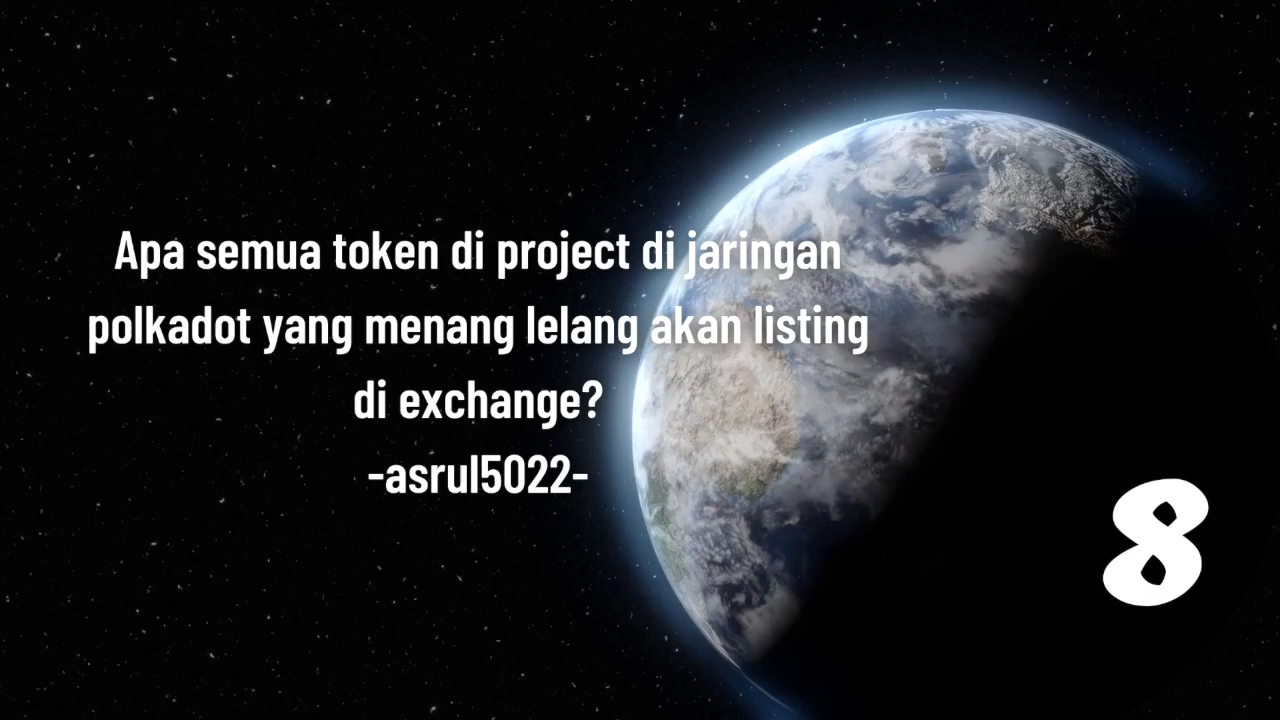 Apa semua token di project di jaringan
polkadot yang menang lelang akan listing
di exchange?
-asrul5022-
8